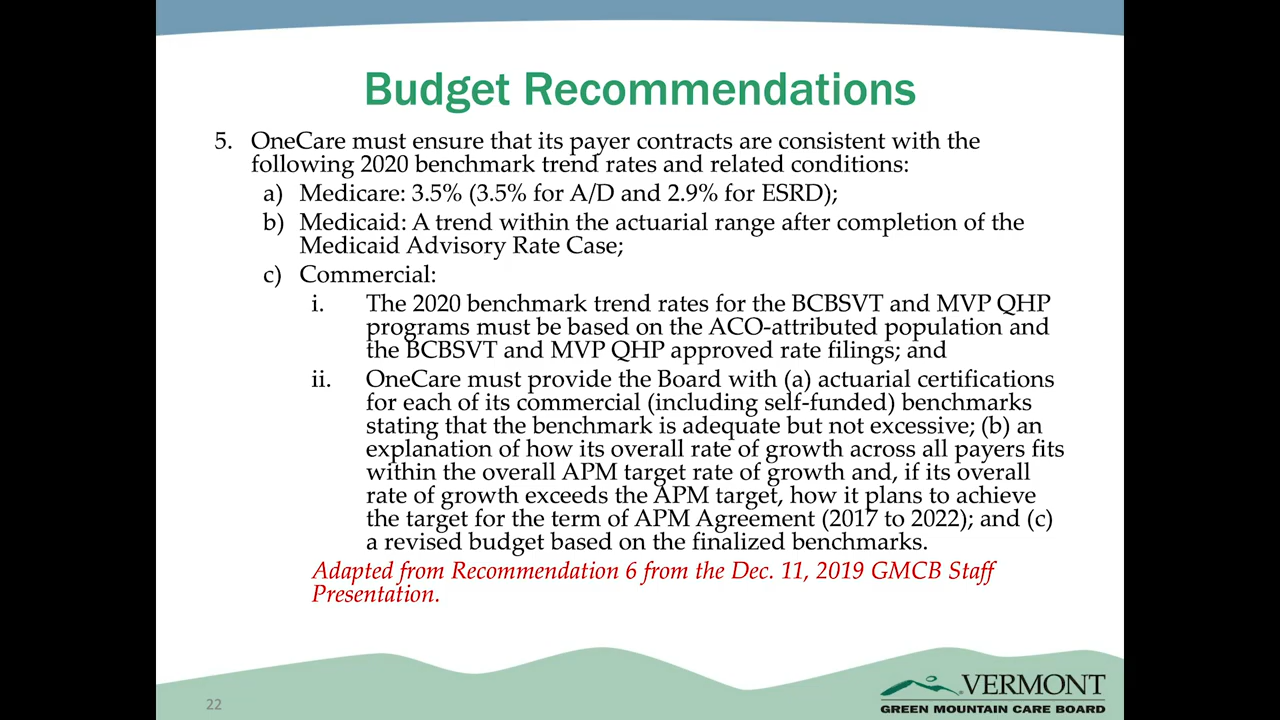 Budget Recommendations
5. OneCare must ensure that its payer contracts are consistent with the
following 2020 benchmark trend rates and related conditions:
a) Medicare: 3.5% (3.5% for A/D and 2.9% for ESRD);
b) Medicaid: A trend within the actuarial range after completion of the
Medicaid Advisory Rate Case;
c) Commercial:
i. The 2020 benchmark trend rates for the BCBSVT and MVP QHP
programs must be based on the ACO-attributed population and
the BCBSVT and MVP QHP approved rate filings; and
ii. OneCare must provide the Board with (a) actuarial certifications
for each of its commercial (including self-funded) benchmarks
stating that the benchmark is adequate but not excessive; (b) an
explanation of how its overall rate of growth across all payers fits
within the overall APM target rate of growth and, if its overall
rate of growth exceeds the APM target, how it plans to achieve
the target for the term of APM Agreement (2017 to 2022); and (c)
a revised budget based on the finalized benchmarks.
Adapted from Recommendation 6 from the Dec. 11, 2019 GMCB Staff
Presentation.
22
VERMONT
GREEN MOUNTAIN CARE BOARD